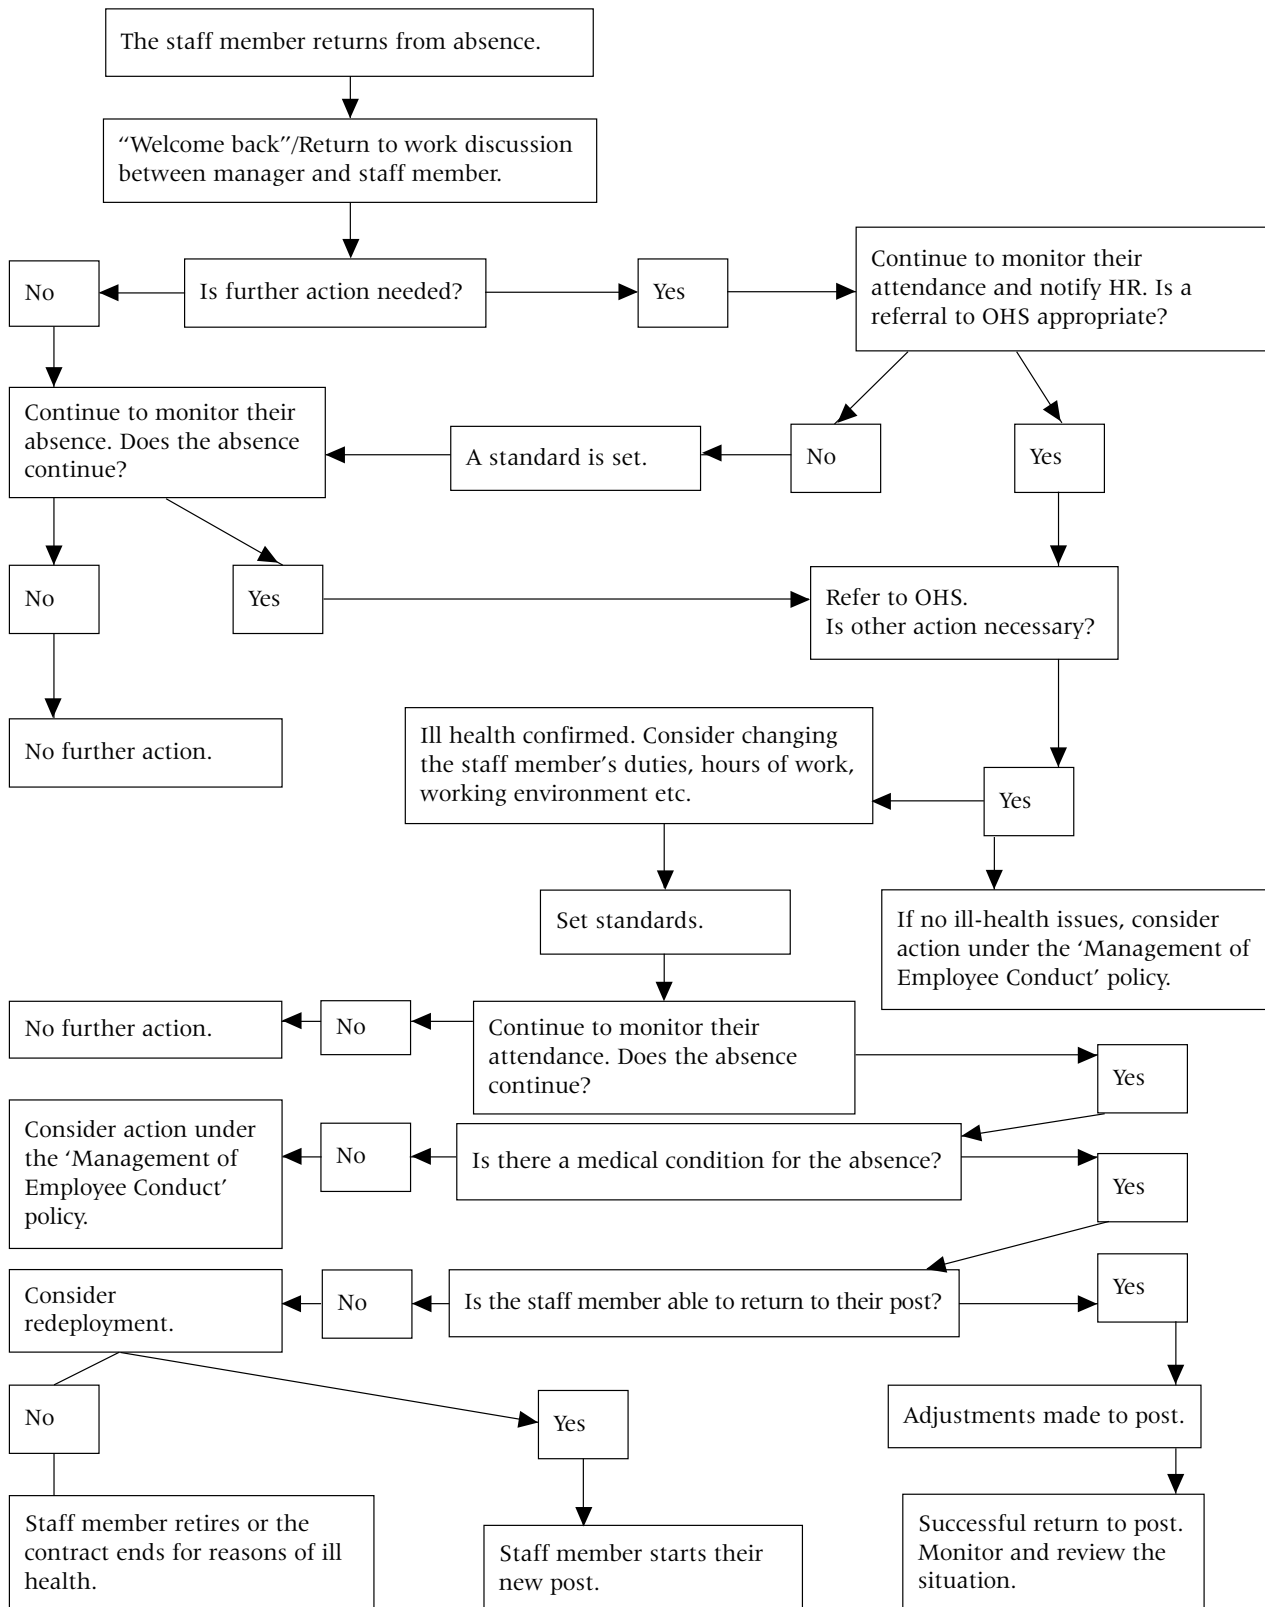 The staff member returns from absence.
“Welcome back”/Return to work discussion
between manager and staff member.
No
Is further action needed?
Yes
Continue to monitor their
attendance and notify HR. Is a
referral to OHS appropriate?
Continue to monitor their
absence. Does the absence
continue?
A standard is set.
No
Yes
No
Yes
Refer to OHS.
Is other action necessary?
No further action.
Ill health confirmed. Consider changing
the staff member’s duties, hours of work,
working environment etc.
Yes
Set standards.
If no ill-health issues, consider
action under the ‘Management of
Employee Conduct’ policy.
No further action.
No
Continue to monitor their
attendance. Does the absence
continue?
Yes
Consider action under
the ‘Management of
Employee Conduct’
policy.
No
Is there a medical condition for the absence?
Yes
Consider
redeployment.
No
Is the staff member able to return to their post?
Yes
No
Yes
Adjustments made to post.
Staff member retires or the
contract ends for reasons of ill
health.
Staff member starts their
new post.
Successful return to post.
Monitor and review the
situation.